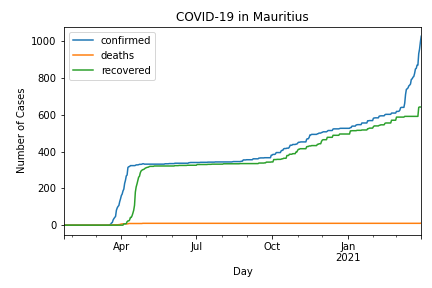 COVID-19 in Mauritius
confirmed
deaths
recovered
Number of Cases
1000
800
600
400
200
0
Apr
Jul
Oct
Jan
2021
Day